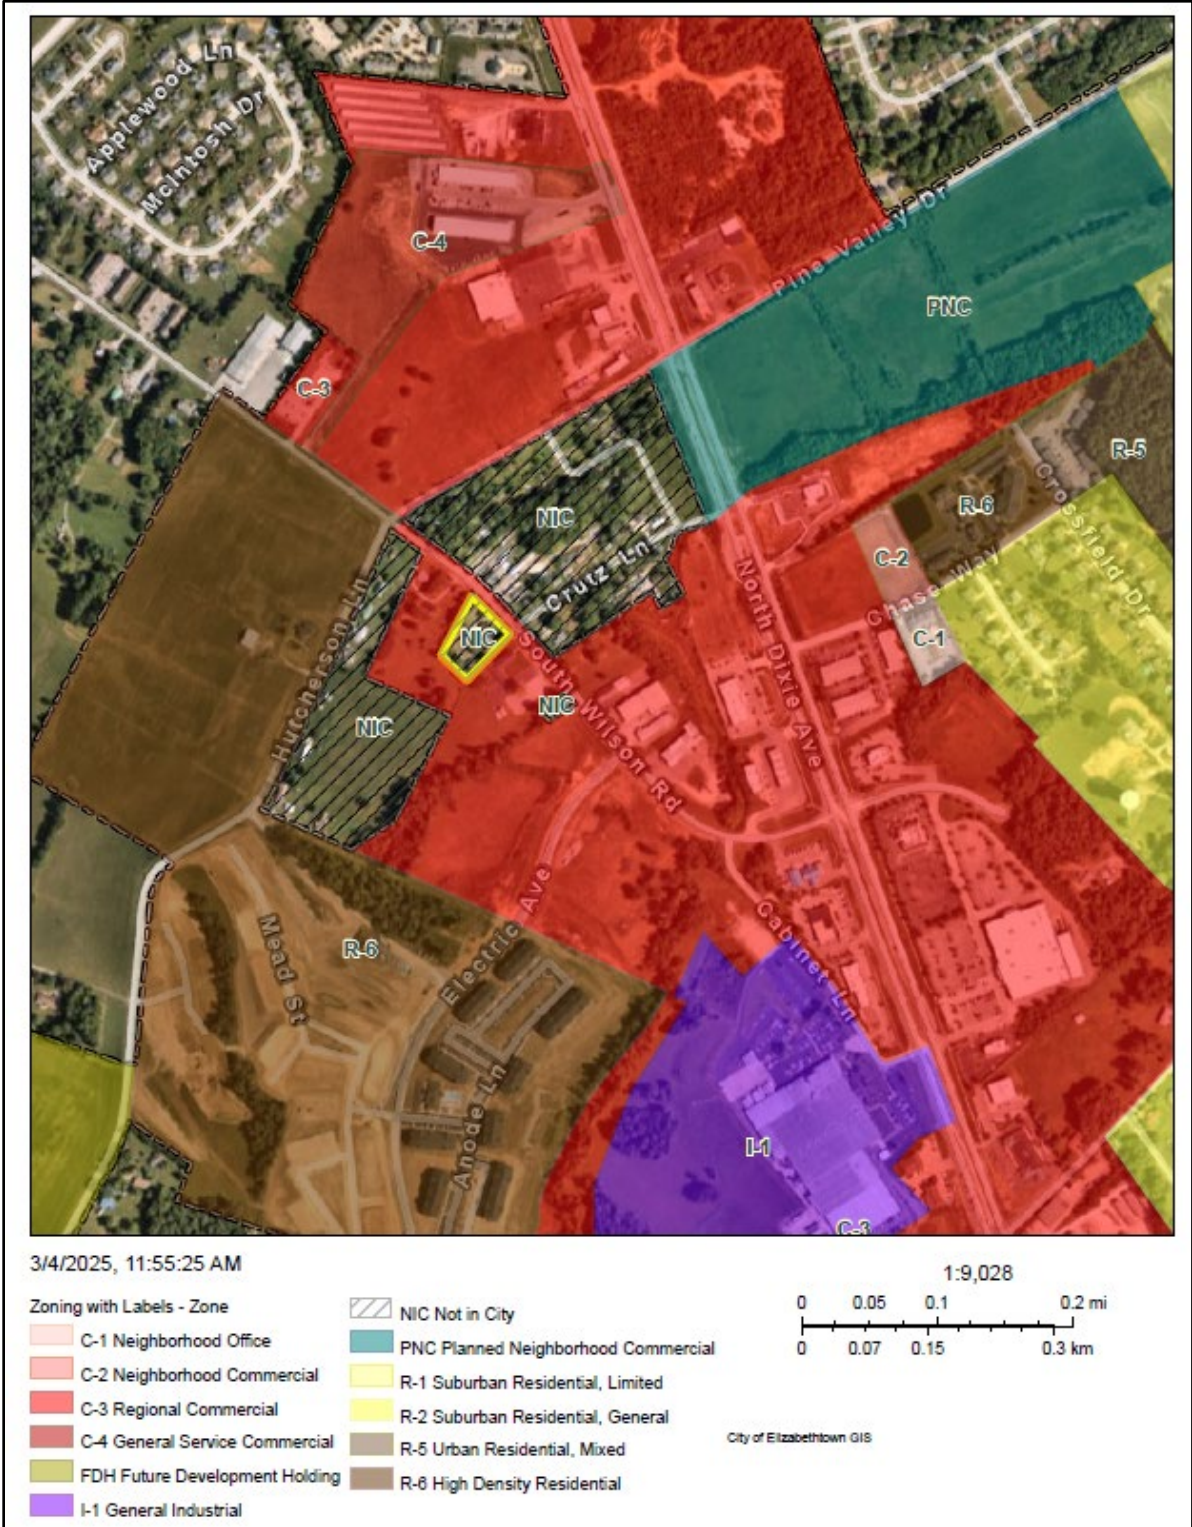 Applewood Ln
McIntosh Dr
C-4
Pine Valley Dr
PNC
C-3
R-5
R-6
Crossfield Dr
NIC
C-2
Chase Way
Crutz Ln
North Dixie Ave
C-1
Hutcherson Ln
NIC
South Wilson Rd
NIC
NIC
Electric Ave
Cabinet Ln
Mead St
R-6
Anode Ln
I-1
C-3
3/4/2025, 11:55:25 AM
Zoning with Labels - Zone
C-1 Neighborhood Office
C-2 Neighborhood Commercial
C-3 Regional Commercial
C-4 General Service Commercial
FDH Future Development Holding
I-1 General Industrial
NIC Not in City
PNC Planned Neighborhood Commercial
R-1 Suburban Residential, Limited
R-2 Suburban Residential, General
R-5 Urban Residential, Mixed
R-6 High Density Residential
1:9,028
0 0.05 0.1 0.2 mi
0 0.07 0.15 0.3 km
City of Elizabethtown GIS